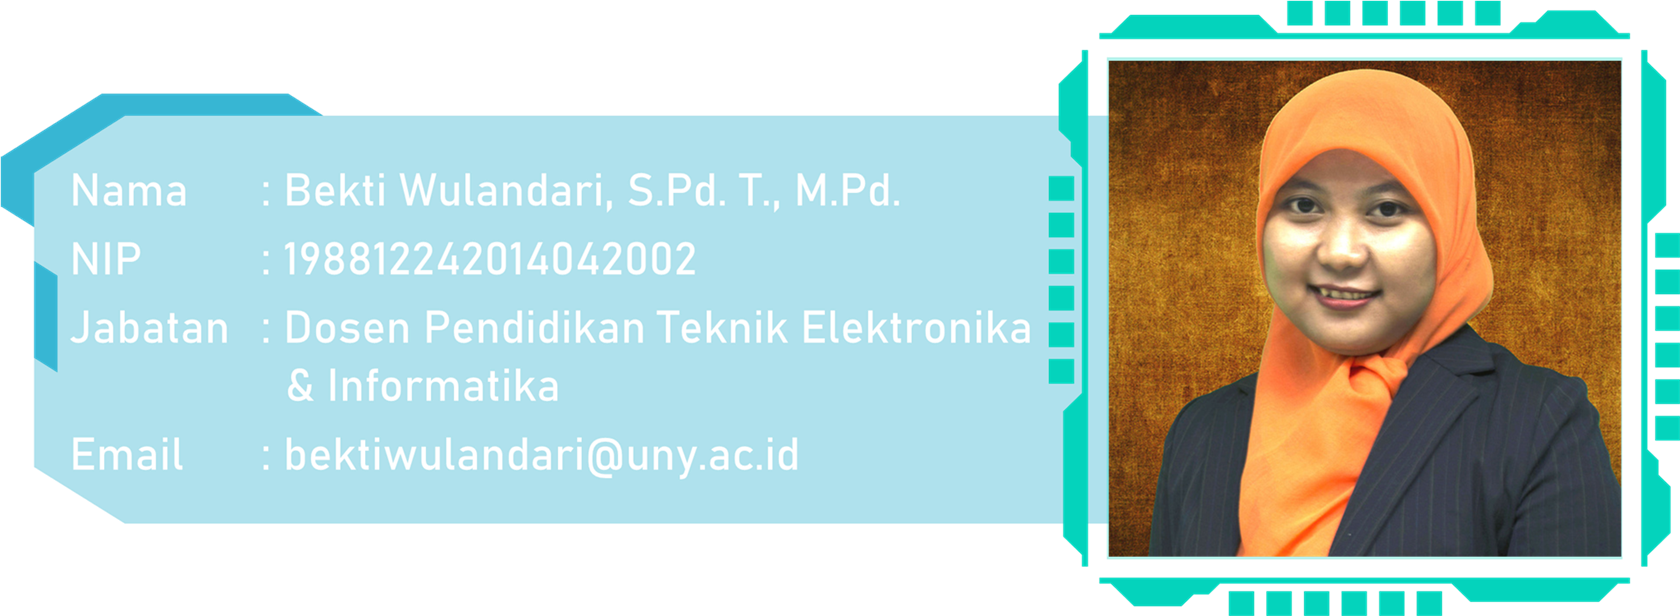 Nama : Bekti Wulandari, S.Pd. T., M.Pd.
NIP : 198812242014042002
Jabatan : Dosen Pendidikan Teknik Elektronika
& Informatika
Email : bektiwulandari@uny.ac.id